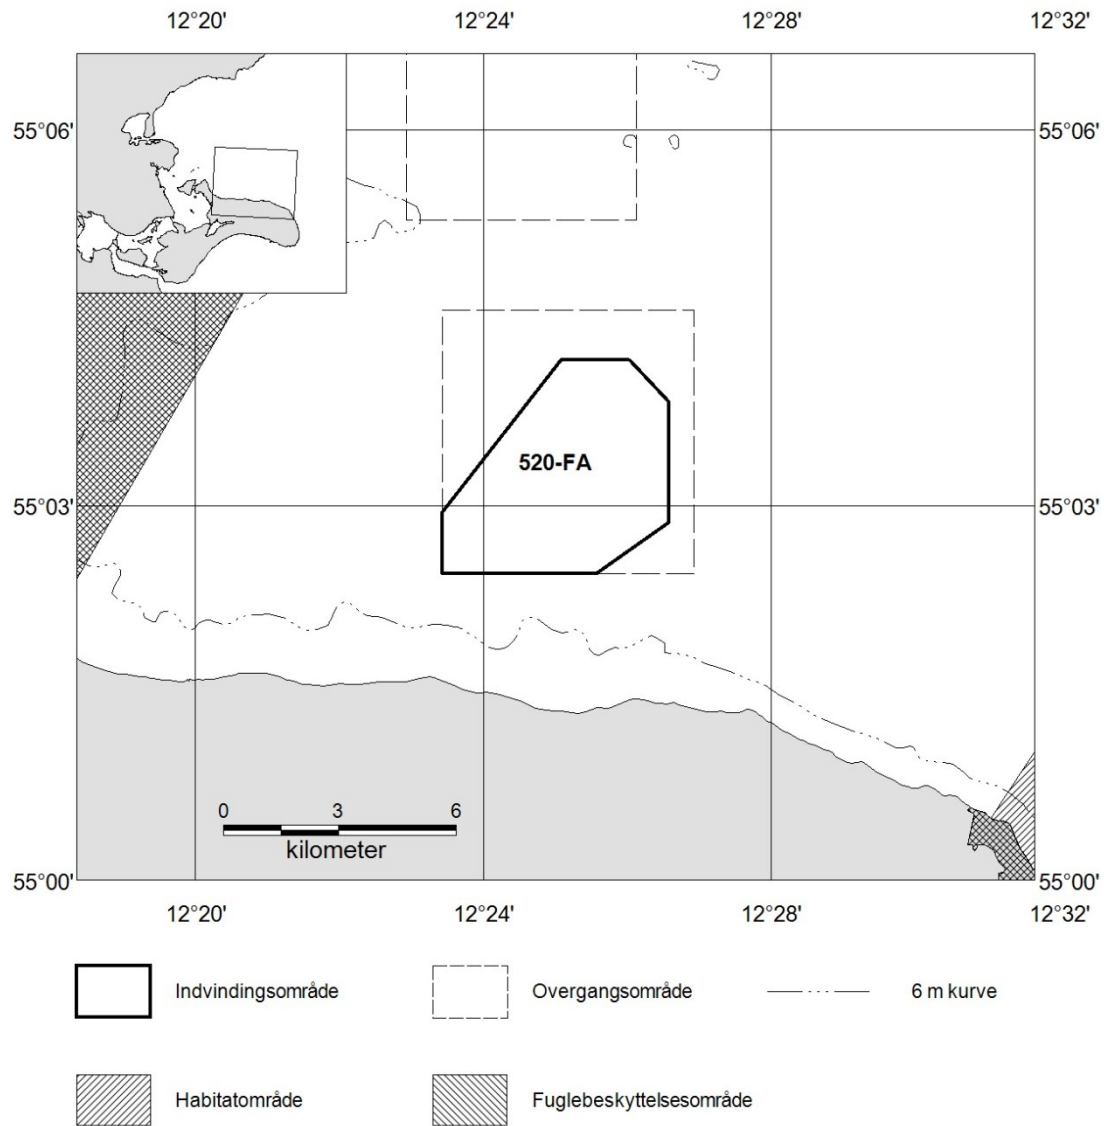 12°20' 12°24' 12°28' 12°32'
55°06' 55°06'
520-FA
55°03' 55°03'
0 3 6
kilometer
55°00' 55°00'
12°20' 12°24' 12°28' 12°32'
Indvindingsområde Overgangsområde 6 m kurve
Habitatområde Fuglebeskyttelsesområde